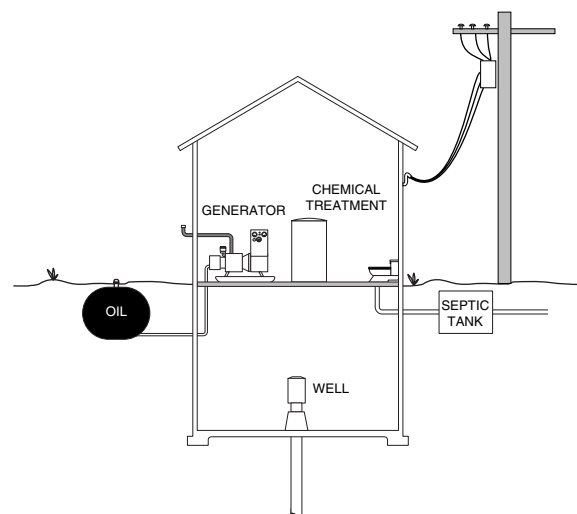 CHEMICAL
TREATMENT
GENERATOR
OIL
SEPTIC
TANK
WELL